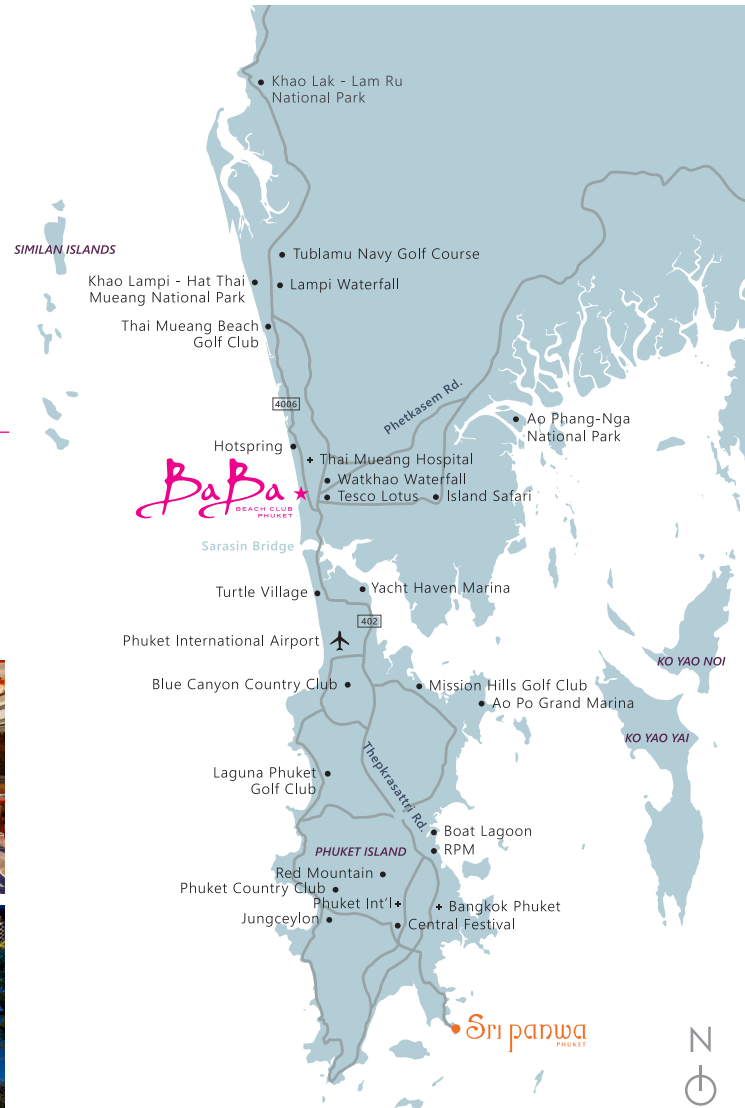 Khao Lak - Lam Ru
National Park
SIMILAN ISLANDS
Tublamu Navy Golf Course
Khao Lampi - Hat Thai
Mueang National Park
Lampi Waterfall
Thai Mueang Beach
Golf Club
4006
Phetkasem Rd.
Ao Phang-Nga
National Park
Hotspring
Thai Mueang Hospital
Watkhao Waterfall
Tesco Lotus
Island Safari
BaBa
BEACH CLUB
PHUKET
Sarasin Bridge
Turtle Village
Yacht Haven Marina
402
Phuket International Airport
KO YAO NOI
Blue Canyon Country Club
Mission Hills Golf Club
Ao Po Grand Marina
KO YAO YAI
Thepkrasattri Rd.
Laguna Phuket
Golf Club
Boat Lagoon
RPM
PHUKET ISLAND
Red Mountain
Phuket Country Club
Phuket Int'l
Bangkok Phuket
Jungceylon
Central Festival
Sri panwa
PHUKET
N